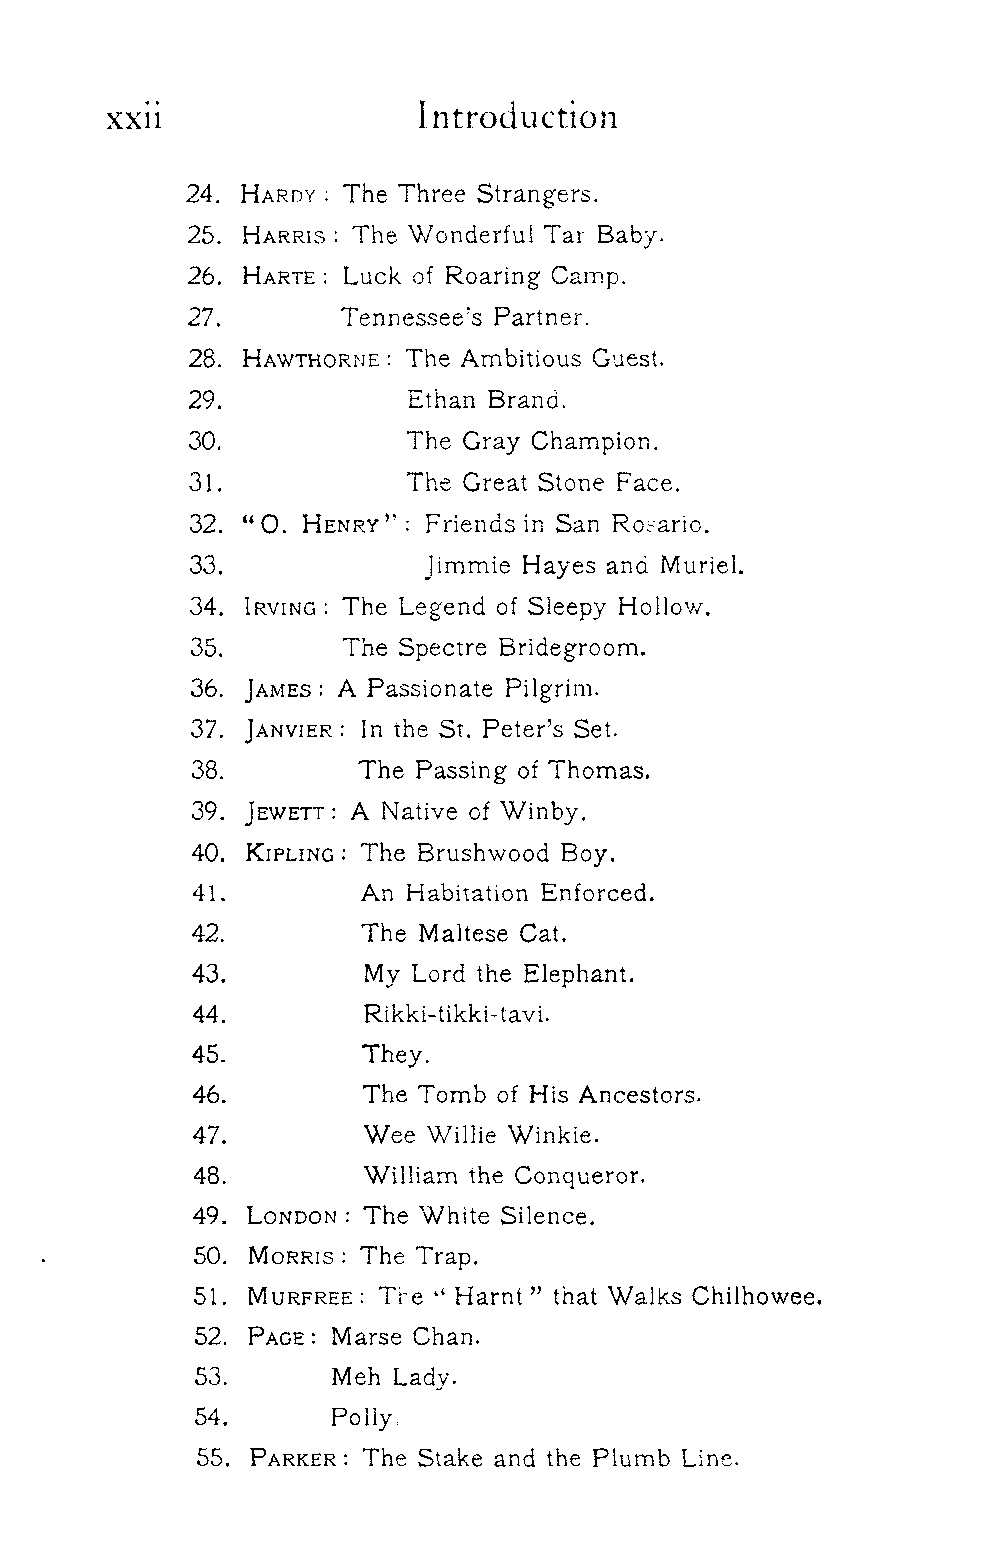 xxii Introduction
24. HARDY: The Three Strangers.
25. HARRIS: The Wonderful Tar Baby.
26. HARTE: Luck of Roaring Camp.
27. Tennessee's Partner.
28. HAWTHORNE: The Ambitious Guest.
29. Ethan Brand.
30. The Gray Champion.
31. The Great Stone Face.
32. "O. HENRY": Friends in San Rosario.
33. Jimmie Hayes and Muriel.
34. IRVING: The Legend of Sleepy Hollow.
35. The Spectre Bridegroom.
36. JAMES: A Passionate Pilgrim.
37. JANVIER: In the St. Peter's Set.
38. The Passing of Thomas.
39. JEWETT: A Native of Winby.
40. KIPLING: The Brushwood Boy.
41. An Habitation Enforced.
42. The Maltese Cat.
43. My Lord the Elephant.
44. Rikki-tikki-tavi.
45. They.
46. The Tomb of His Ancestors.
47. Wee Willie Winkie.
48. William the Conqueror.
49. LONDON: The White Silence.
50. MORRIS: The Trap.
51. MURFREE: The "Harnt" that Walks Chilhowee.
52. PAGE: Marse Chan.
53. Meh Lady.
54. Polly.
55. PARKER: The Stake and the Plumb Line.